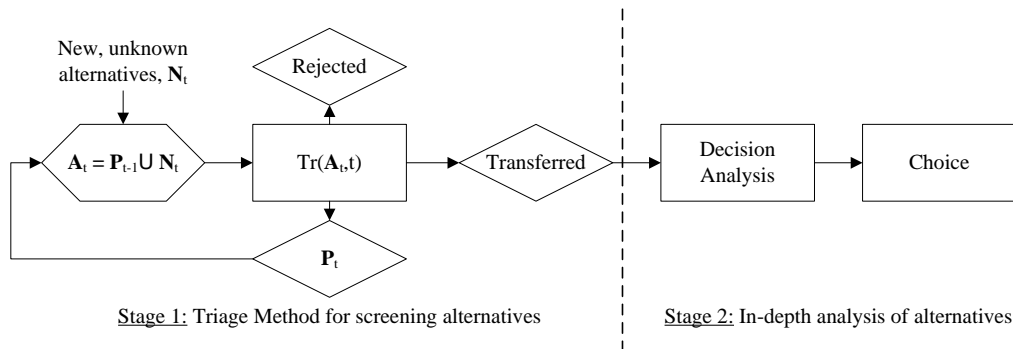 New, unknown
alternatives, Nt
Rejected
At = Pt-1∪ Nt
Tr(At,t)
Transferred
Decision
Analysis
Choice
Pt
Stage 1: Triage Method for screening alternatives
Stage 2: In-depth analysis of alternatives